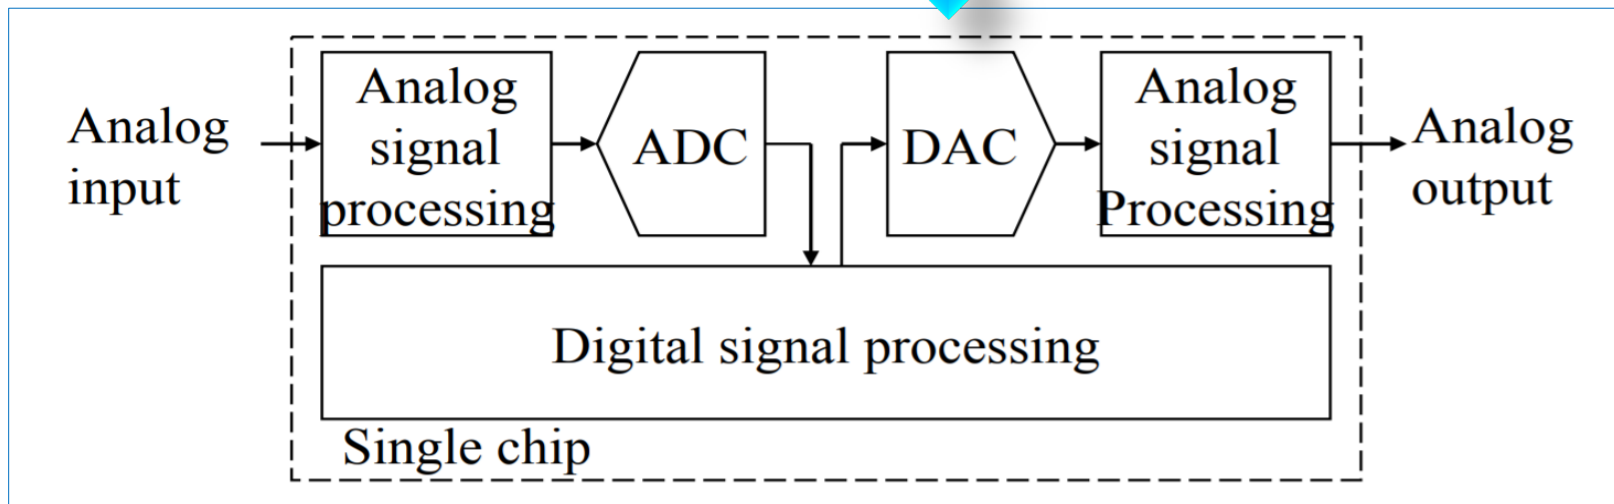 Analog
input
Analog
signal
processing
ADC
DAC
Analog
signal
Processing
Analog
output
Digital signal processing
Single chip